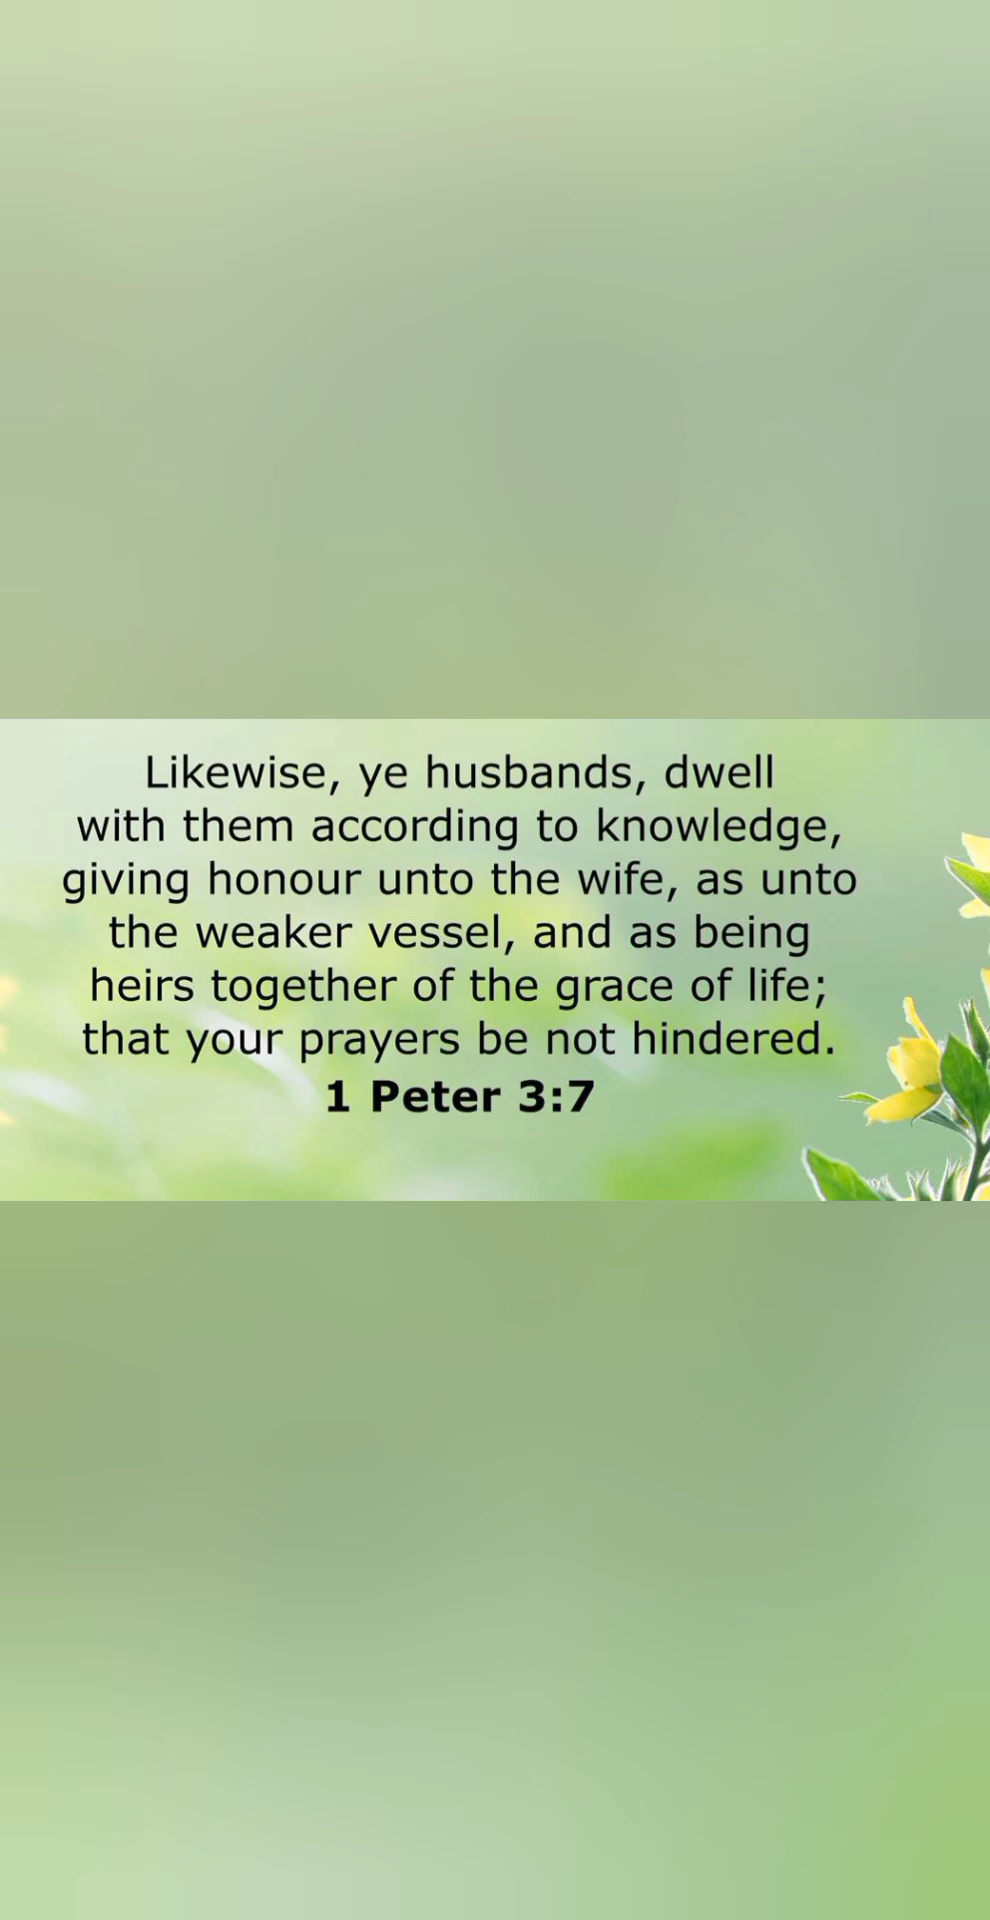 Likewise, ye husbands, dwell
with them according to knowledge,
giving honour unto the wife, as unto
the weaker vessel, and as being
heirs together of the grace of life;
that your prayers be not hindered.
1 Peter 3:7